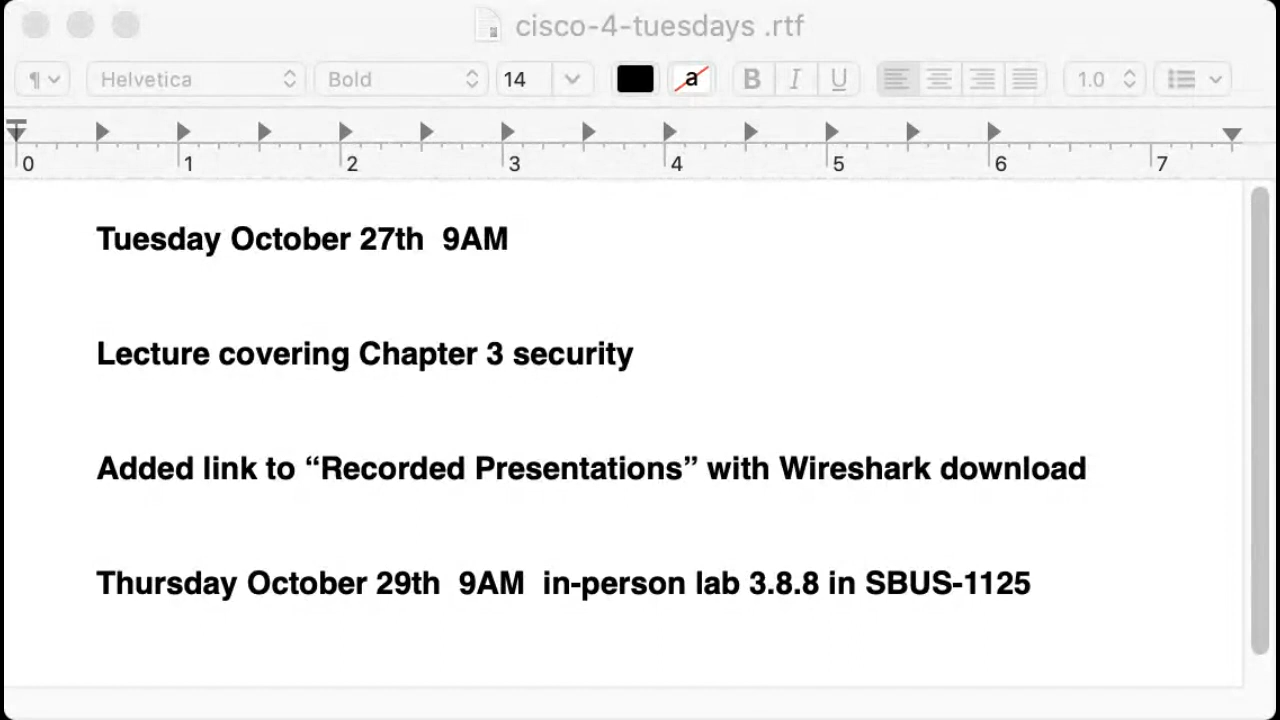 cisco-4-tuesdays .rtf
¶ Helvetica Bold 14 a B I U 1.0
0 1 2 3 4 5 6 7
Tuesday October 27th  9AM
Lecture covering Chapter 3 security
Added link to “Recorded Presentations” with Wireshark download
Thursday October 29th  9AM  in-person lab 3.8.8 in SBUS-1125